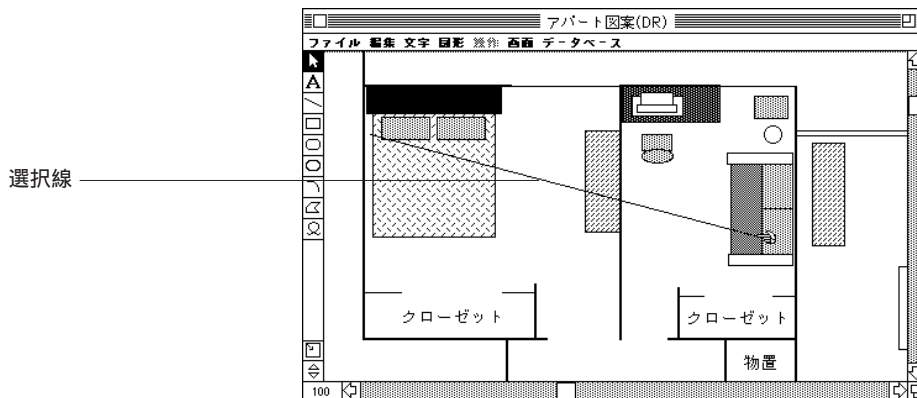 アパート図案(DR)
ファイル 編集 文字 図形 操作 画面 データベース
A
選択線
クローゼット
クローゼット
物置
100